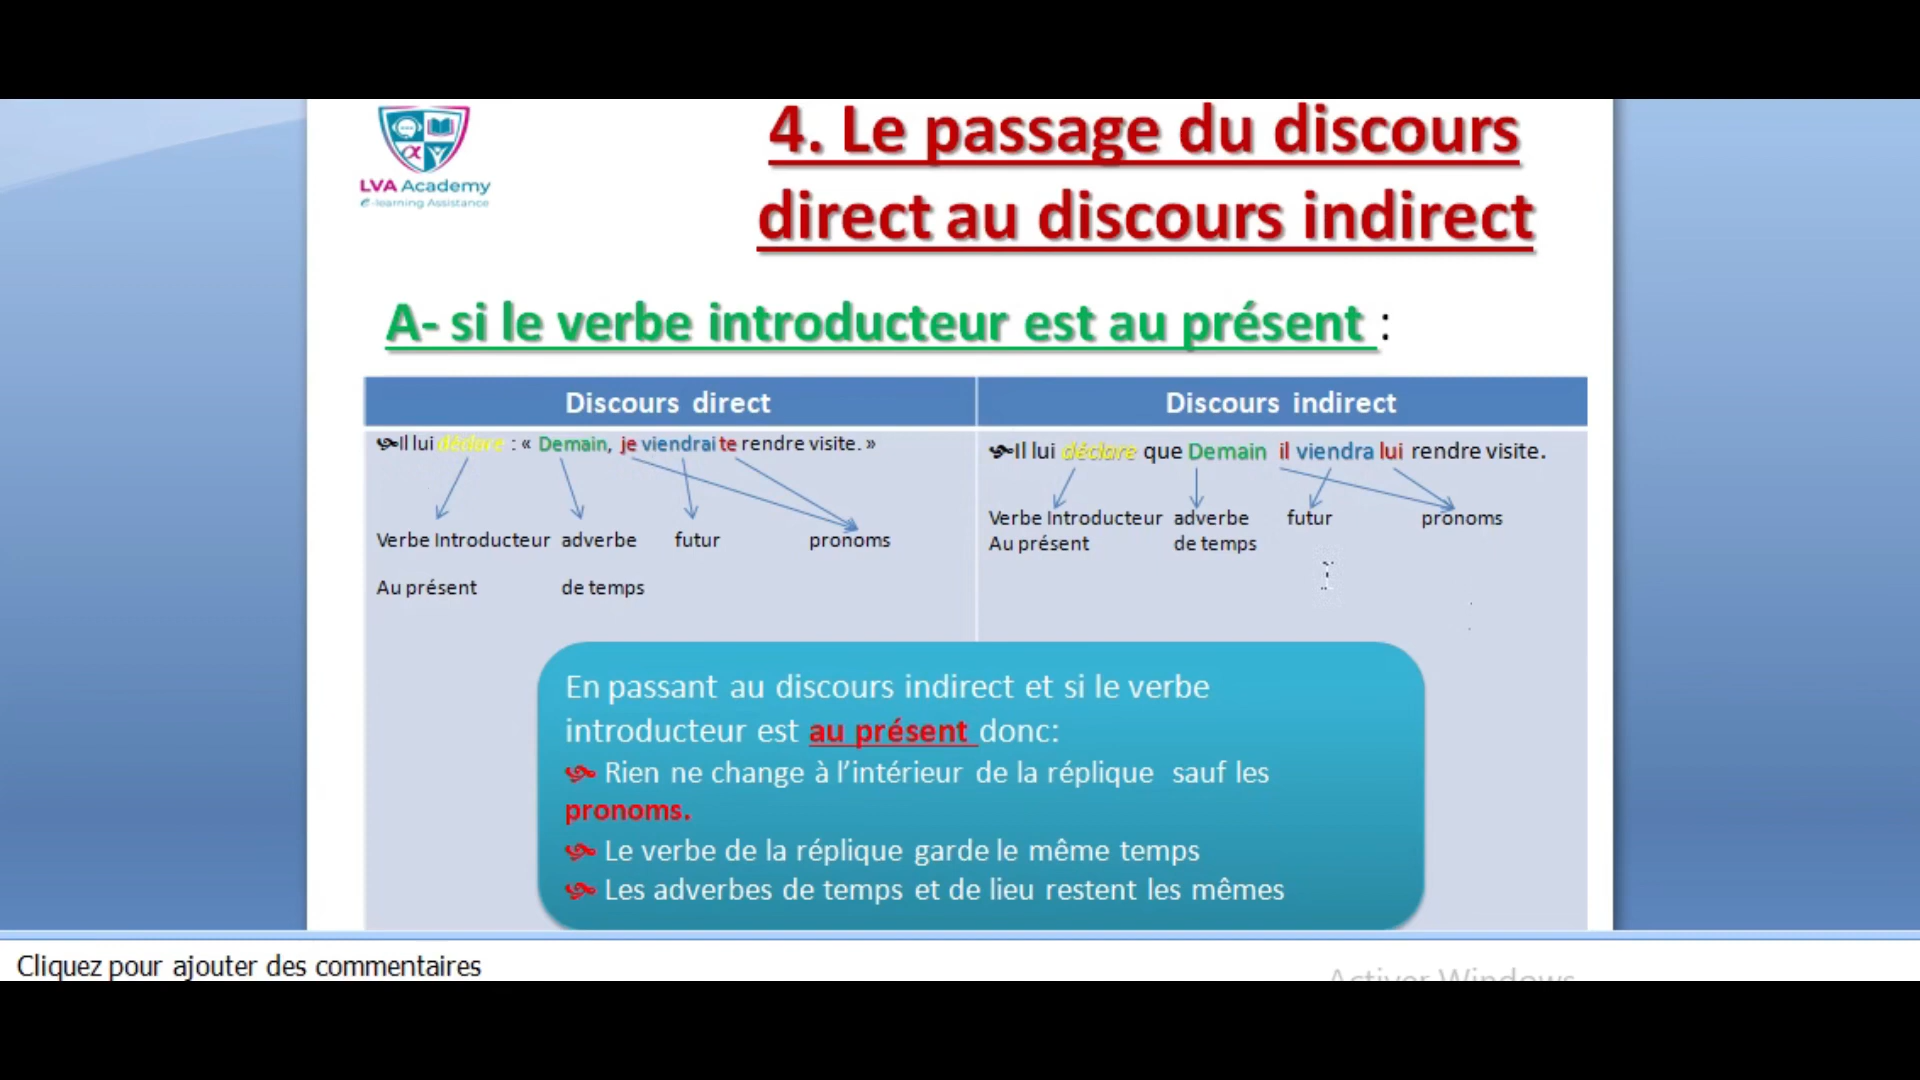 LVA Academy
e-learning Assistance
4. Le passage du discours
direct au discours indirect
A- si le verbe introducteur est au présent :
Discours direct
Discours indirect
Il lui déclare : « Demain, je viendrai te rendre visite. »
Verbe Introducteur adverbe futur pronoms
Au présent de temps
Il lui déclare que Demain il viendra lui rendre visite.
Verbe Introducteur adverbe futur pronoms
Au présent de temps
En passant au discours indirect et si le verbe
introducteur est au présent donc:
Rien ne change à l’intérieur de la réplique sauf les
pronoms.
Le verbe de la réplique garde le même temps
Les adverbes de temps et de lieu restent les mêmes
Cliquez pour ajouter des commentaires
Activer Windows